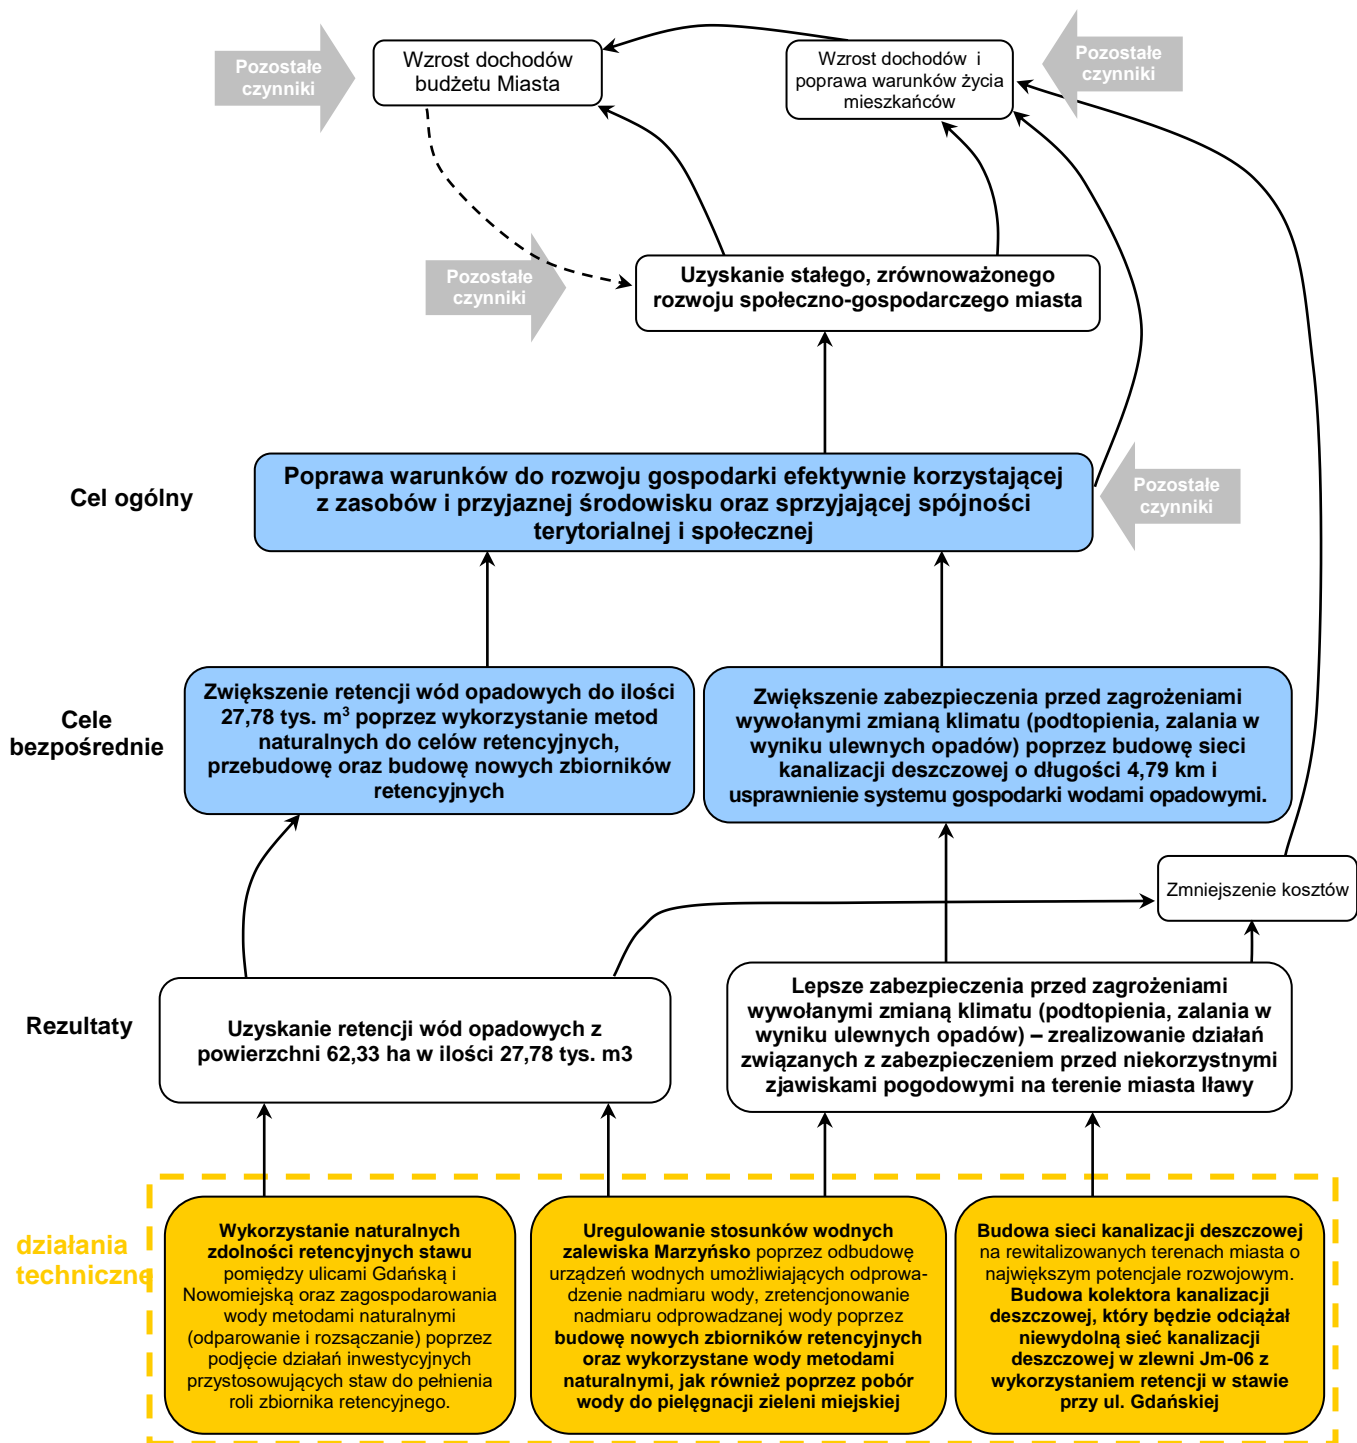 Pozostałe
czynniki
Wzrost dochodów
budżetu Miasta
Wzrost dochodów i
poprawa warunków życia
mieszkańców
Pozostałe
czynniki
Pozostałe
czynniki
Uzyskanie stałego, zrównoważonego
rozwoju społeczno-gospodarczego miasta
Cel ogólny
Poprawa warunków do rozwoju gospodarki efektywnie korzystającej
z zasobów i przyjaznej środowisku oraz sprzyjającej spójności
terytorialnej i społecznej
Pozostałe
czynniki
Cele
bezpośrednie
Zwiększenie retencji wód opadowych do ilości
27,78 tys. m³ poprzez wykorzystanie metod
naturalnych do celów retencyjnych,
przebudowę oraz budowę nowych zbiorników
retencyjnych
Zwiększenie zabezpieczenia przed zagrożeniami
wywołanymi zmianą klimatu (podtopienia, zalania w
wyniku ulewnych opadów) poprzez budowę sieci
kanalizacji deszczowej o długości 4,79 km i
usprawnienie systemu gospodarki wodami opadowymi.
Zmniejszenie kosztów
Rezultaty
Uzyskanie retencji wód opadowych z
powierzchni 62,33 ha w ilości 27,78 tys. m3
Lepsze zabezpieczenia przed zagrożeniami
wywołanymi zmianą klimatu (podtopienia, zalania w
wyniku ulewnych opadów) – zrealizowanie działań
związanych z zabezpieczeniem przed niekorzystnymi
zjawiskami pogodowymi na terenie miasta Iławy
działania
techniczne
Wykorzystanie naturalnych
zdolności retencyjnych stawu
pomiędzy ulicami Gdańską i
Nowomiejską oraz zagospodarowania
wody metodami naturalnymi
(odparowanie i rozsączanie) poprzez
podjęcie działań inwestycyjnych
przystosowujących staw do pełnienia
roli zbiornika retencyjnego.
Uregulowanie stosunków wodnych
zalewiska Marzyńsko poprzez odbudowę
urządzeń wodnych umożliwiających odprowa-
dzenie nadmiaru wody, zretencjonowanie
nadmiaru odprowadzanej wody poprzez
budowę nowych zbiorników retencyjnych
oraz wykorzystane wody metodami
naturalnymi, jak również poprzez pobór
wody do pielęgnacji zieleni miejskiej
Budowa sieci kanalizacji deszczowej
na rewitalizowanych terenach miasta o
największym potencjale rozwojowym.
Budowa kolektora kanalizacji
deszczowej, który będzie odciążał
niewydolną sieć kanalizacji
deszczowej w zlewni Jm-06 z
wykorzystaniem retencji w stawie
przy ul. Gdańskiej